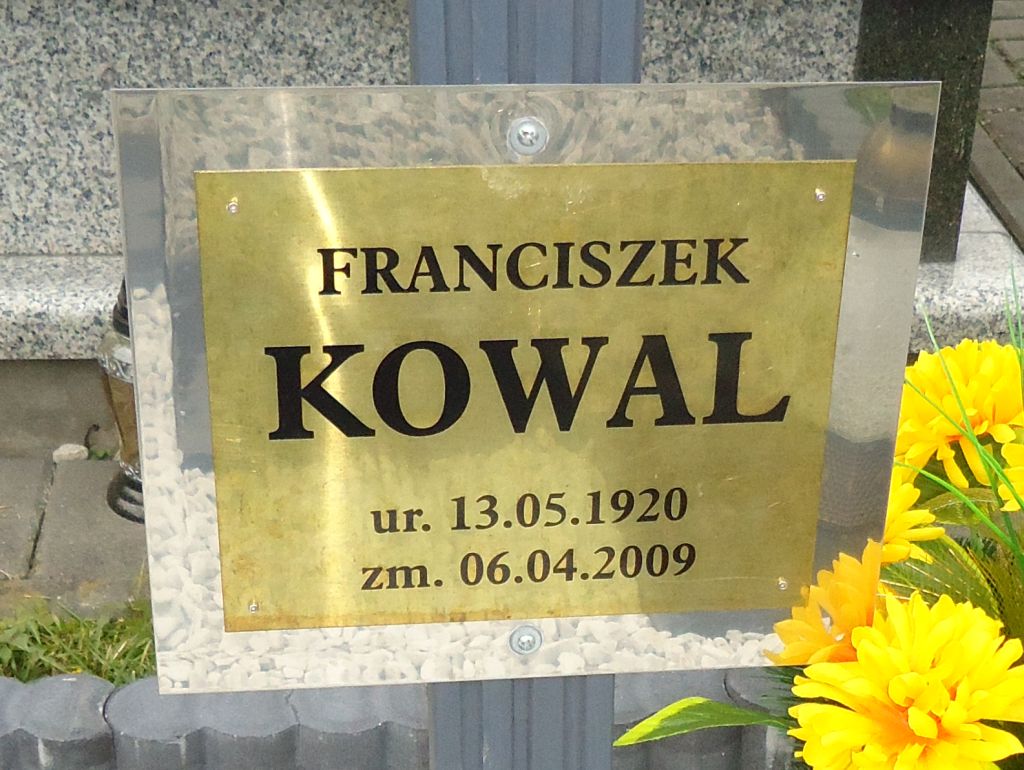 FRANCISZEK
KOWAL
ur. 13.05.1920
zm. 06.04.2009